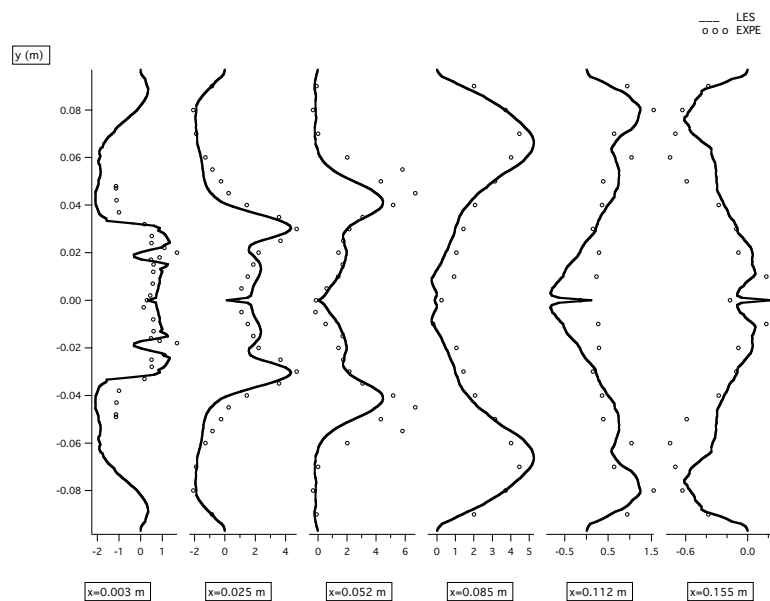 ___ LES
o o o EXPE
y (m)
0.08
0.06
0.04
0.02
0.00
-0.02
-0.04
-0.06
-0.08
-2 -1 0 1
-2 0 2 4
0 2 4 6
0 1 2 3 4 5
-0.5 0.5 1.5
-0.6 0.0
x=0.003 m x=0.025 m x=0.052 m x=0.085 m x=0.112 m x=0.155 m